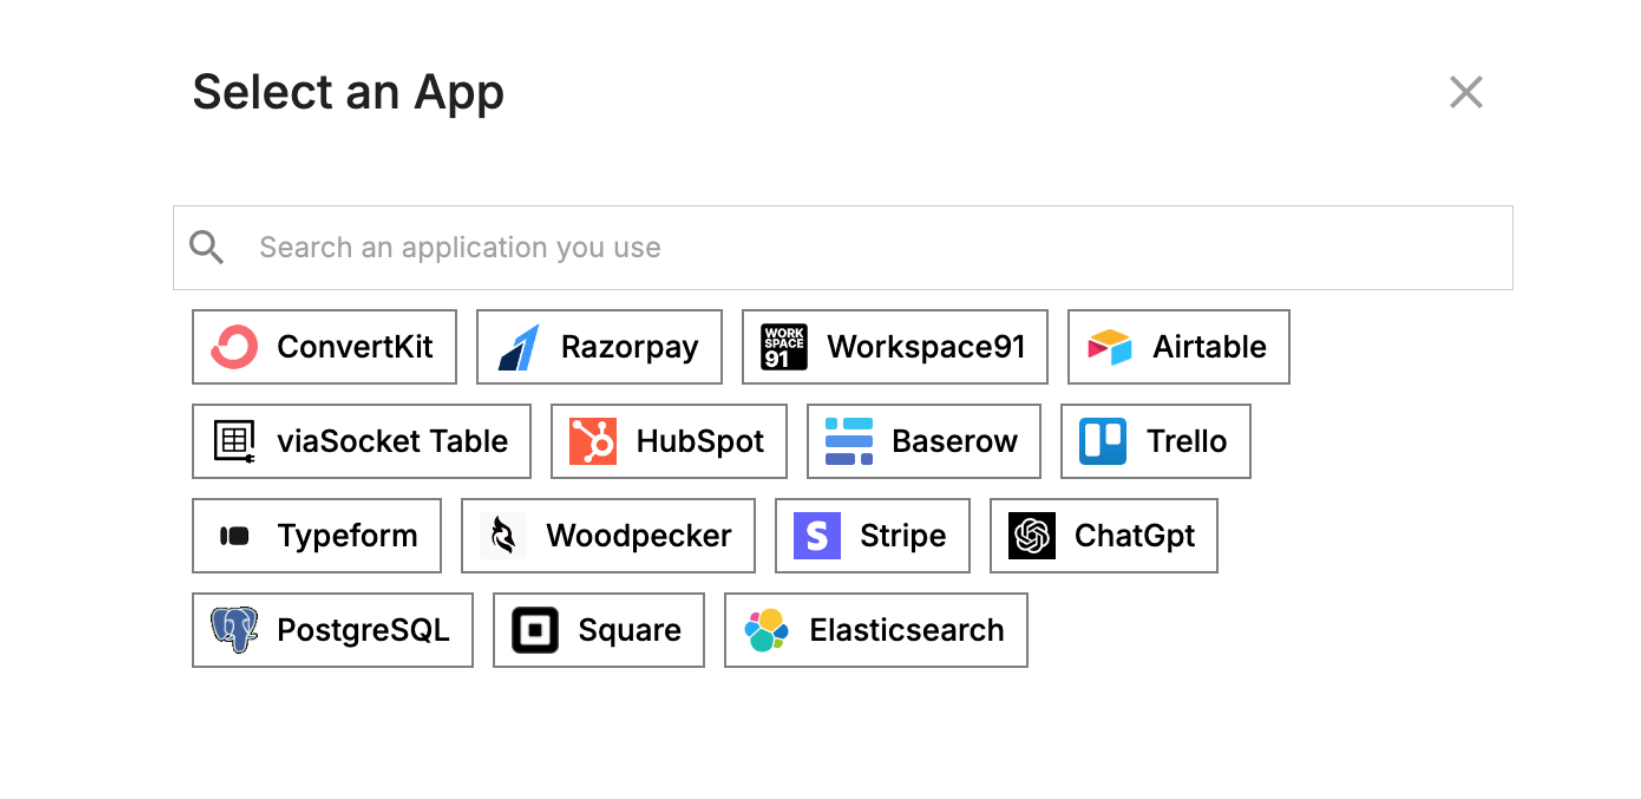 Select an App
Search an application you use
ConvertKit Razorpay WORK SPACE 91 Workspace91 Airtable
viaSocket Table HubSpot Baserow Trello
Typeform Woodpecker S Stripe ChatGpt
PostgreSQL Square Elasticsearch